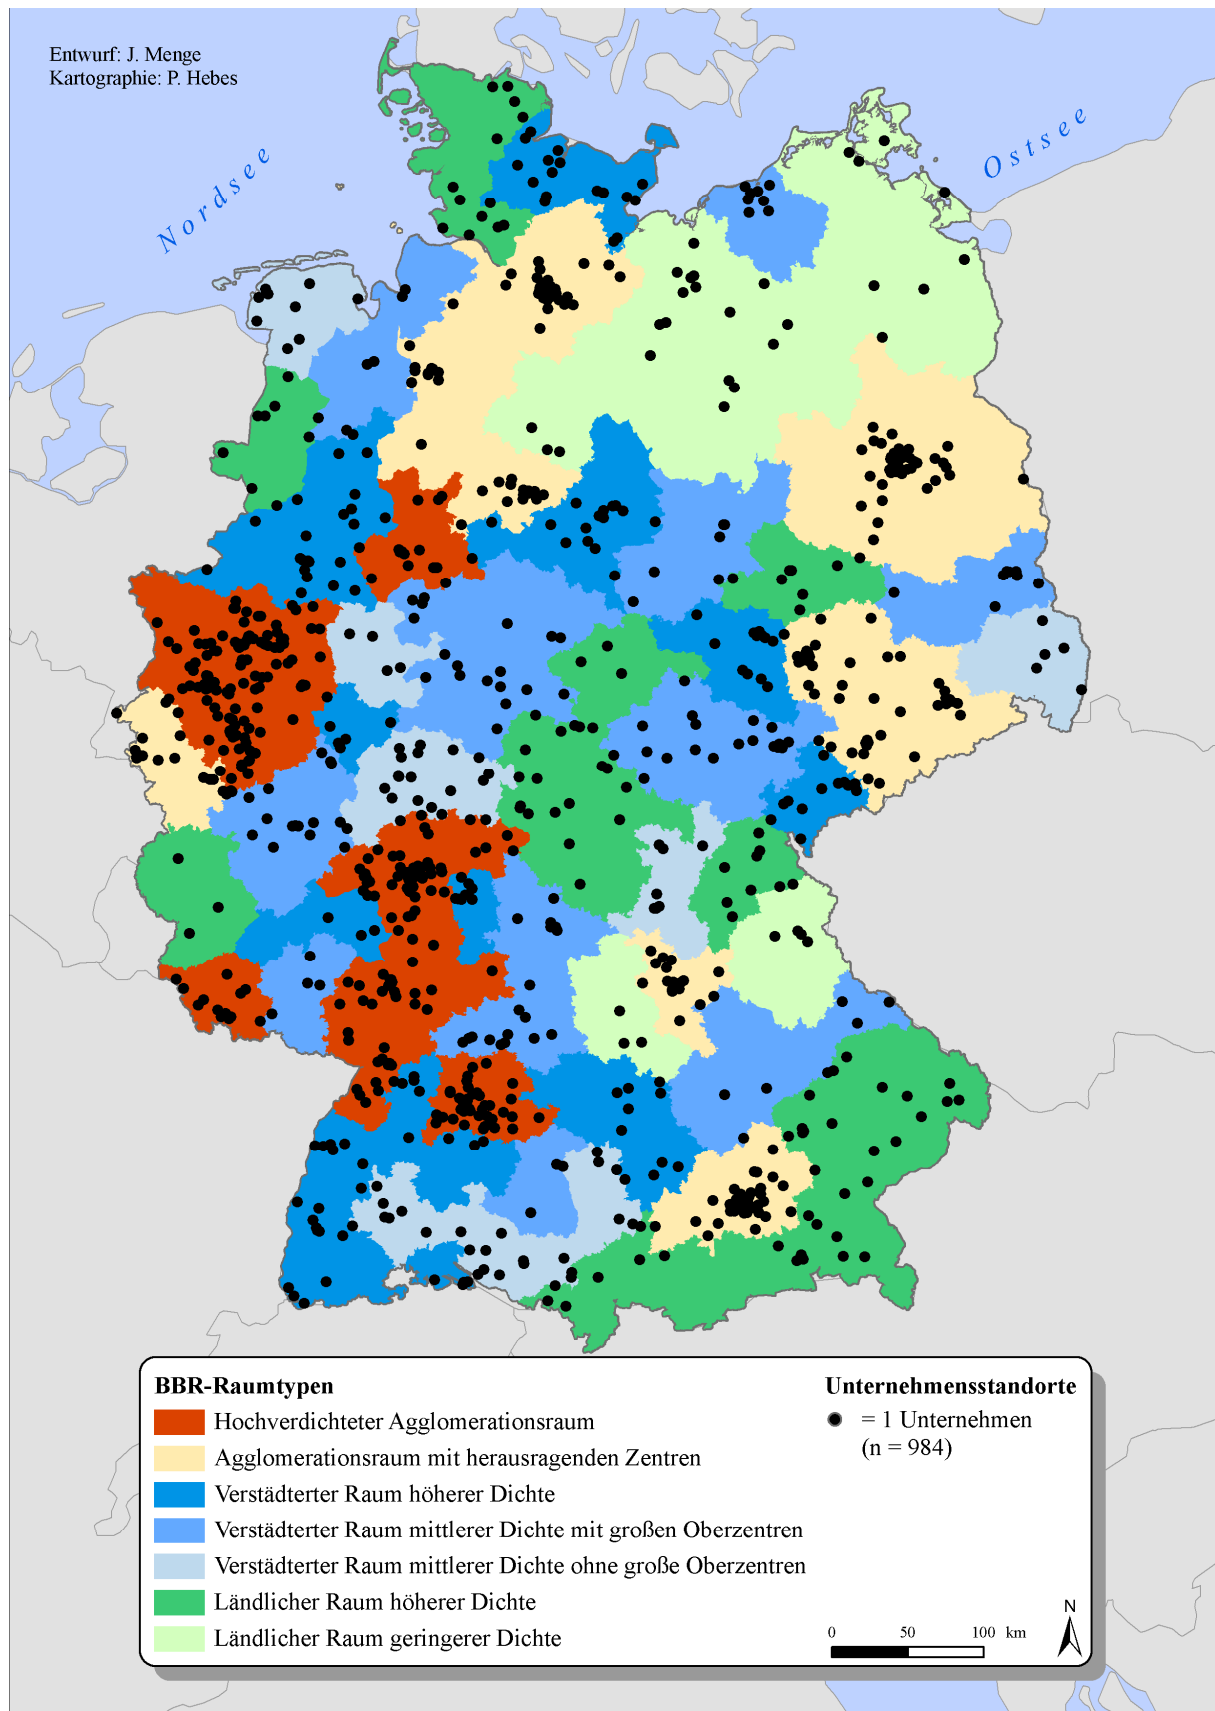 Entwurf: J. Menge
Kartographie: P. Hebes
Nordsee
Ostsee
BBR-Raumtypen
Hochverdichteter Agglomerationsraum
Agglomerationsraum mit herausragenden Zentren
Verstädterter Raum höherer Dichte
Verstädterter Raum mittlerer Dichte mit großen Oberzentren
Verstädterter Raum mittlerer Dichte ohne große Oberzentren
Ländlicher Raum höherer Dichte
Ländlicher Raum geringerer Dichte
Unternehmensstandorte
= 1 Unternehmen
(n = 984)
N
0 50 100 km